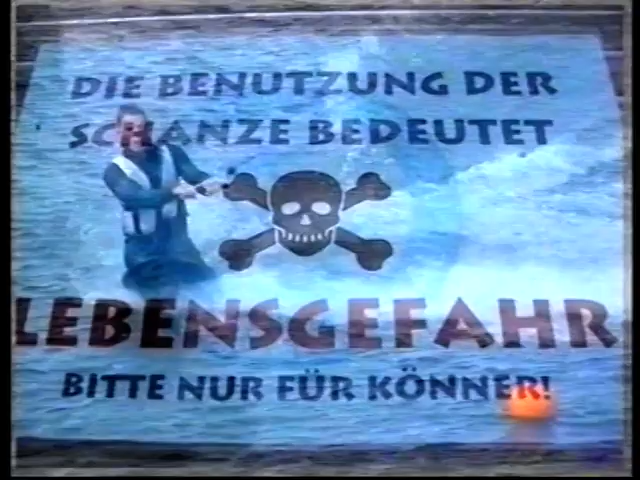 DIE BENUTZUNG DER
SCHANZE BEDEUTET
LEBENSGEFAHR
BITTE NUR FÜR KÖNNER!